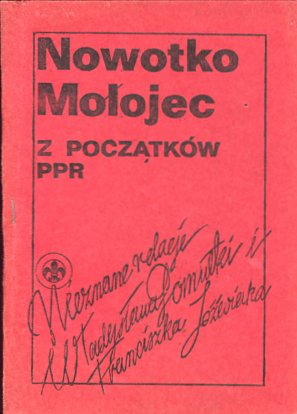 Nowotko
Mołojec
Z POCZĄTKÓW
PPR
Nieznane relacje
Władysława Gomułki i
Franciszka Jóźwiaka